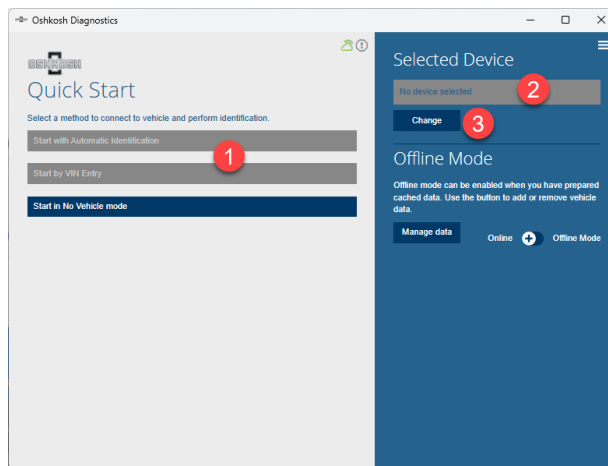 Oshkosh Diagnostics
OSHKOSH
Quick Start
Select a method to connect to vehicle and perform identification.
Start with Automatic Identification
1
Start by VIN Entry
Start in No Vehicle mode
Selected Device
No device selected
2
Change
3
Offline Mode
Offline mode can be enabled when you have prepared
cached data. Use the button to add or remove vehicle
data.
Manage data
Online
Offline Mode